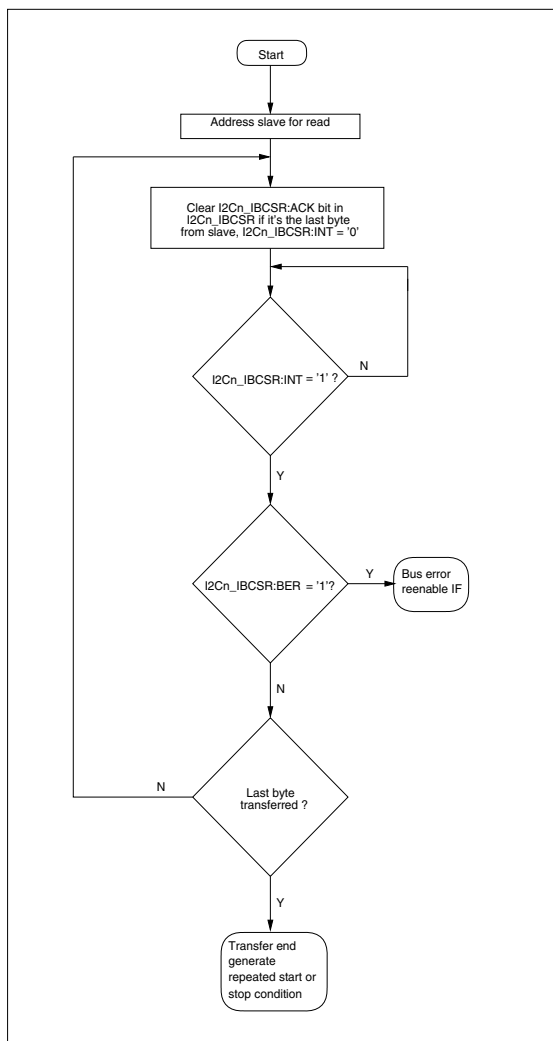 Start
Address slave for read
Clear I2Cn_IBCSR:ACK bit in
I2Cn_IBCSR if it's the last byte
from slave, I2Cn_IBCSR:INT = '0'
I2Cn_IBCSR:INT = '1' ?
N
Y
I2Cn_IBCSR:BER = '1'?
Y
Bus error
reenable IF
N
Last byte
transferred ?
N
Y
Transfer end
generate
repeated start or
stop condition